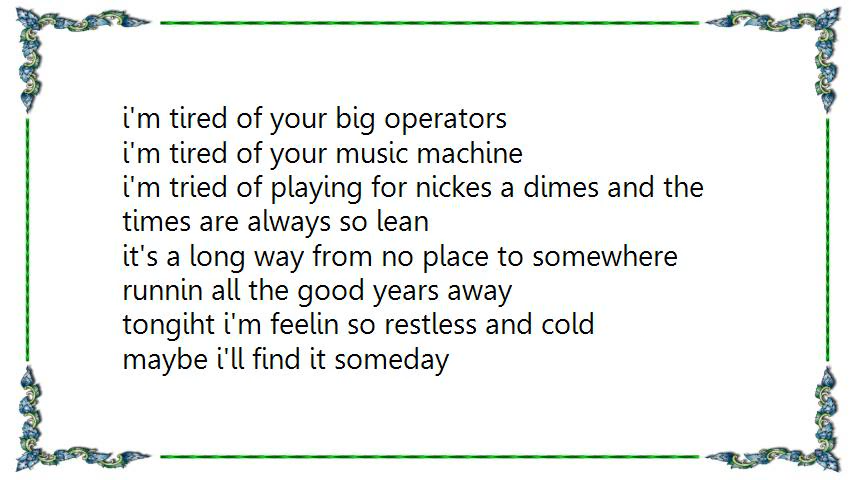 i'm tired of your big operators
i'm tired of your music machine
i'm tried of playing for nickes a dimes and the
times are always so lean
it's a long way from no place to somewhere
runnin all the good years away
tongiht i'm feelin so restless and cold
maybe i'll find it someday